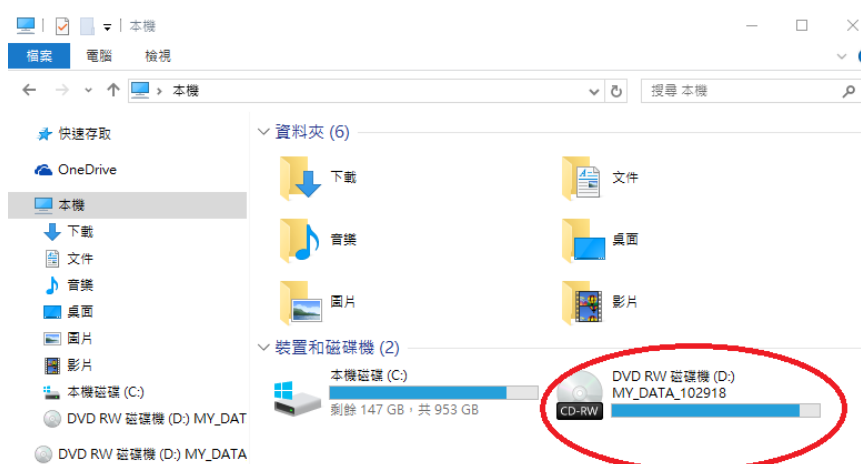 本機
檔案 電腦 檢視
本機
搜尋 本機
快速存取
OneDrive
本機
下載
文件
音樂
桌面
圖片
影片
本機磁碟 (C:)
DVD RW 磁碟機 (D:) MY_DAT
DVD RW 磁碟機 (D:) MY_DATA
資料夾 (6)
下載
文件
音樂
桌面
圖片
影片
裝置和磁碟機 (2)
本機磁碟 (C:)
剩餘 147 GB，共 953 GB
DVD RW 磁碟機 (D:)
MY_DATA_102918
CD-RW